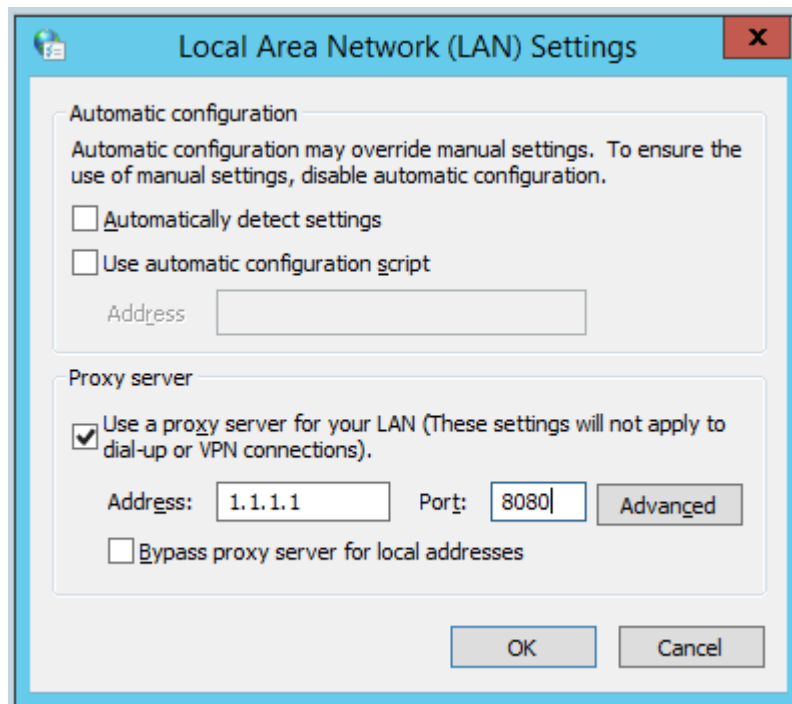 Local Area Network (LAN) Settings
x
Automatic configuration
Automatic configuration may override manual settings. To ensure the
use of manual settings, disable automatic configuration.
Automatically detect settings
Use automatic configuration script
Address
Proxy server
Use a proxy server for your LAN (These settings will not apply to
dial-up or VPN connections).
Address: 1.1.1.1 Port: 8080 Advanced
Bypass proxy server for local addresses
OK Cancel